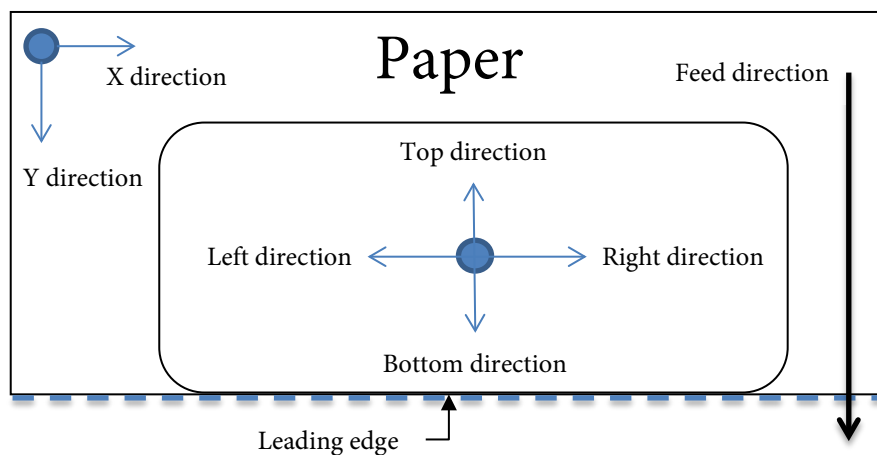 Paper
X direction
Feed direction
Y direction
Top direction
Left direction
Right direction
Bottom direction
Leading edge